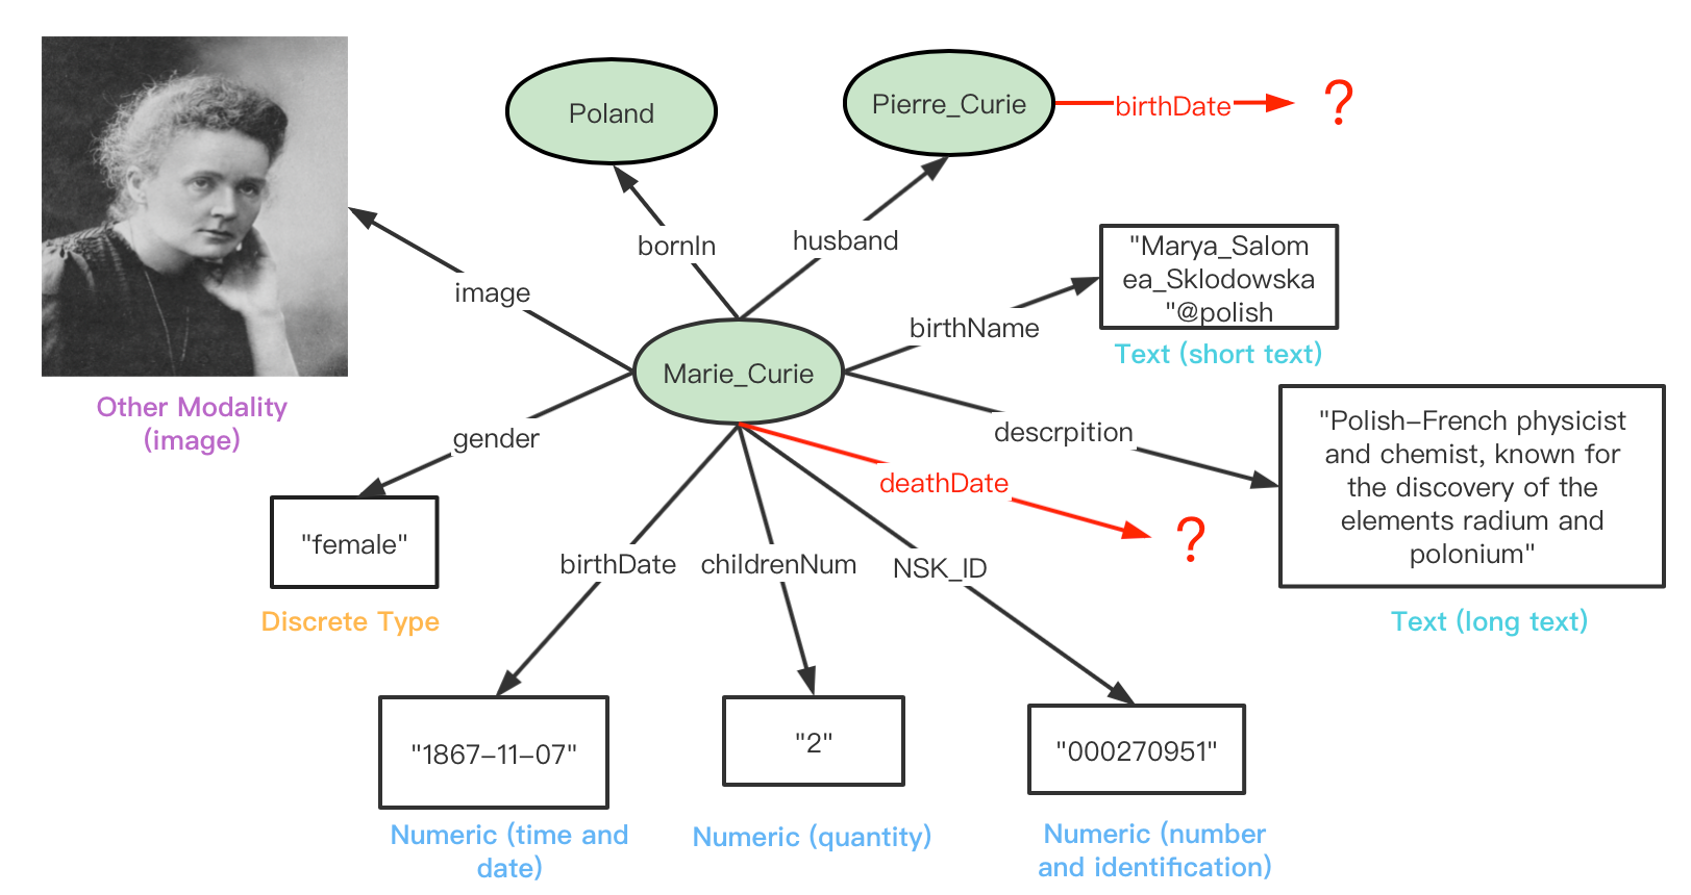 Poland
Pierre_Curie
birthDate
?
bornIn
husband
image
"Marya_Salom
ea_Sklodowska
"@polish
birthName
Text (short text)
Marie_Curie
Other Modality
(image)
gender
descrpition
"Polish-French physicist
and chemist, known for
the discovery of the
elements radium and
polonium"
deathDate
?
"female"
birthDate
childrenNum
NSK_ID
Discrete Type
Text (long text)
"1867-11-07"
"2"
"000270951"
Numeric (time and
date)
Numeric (quantity)
Numeric (number
and identification)